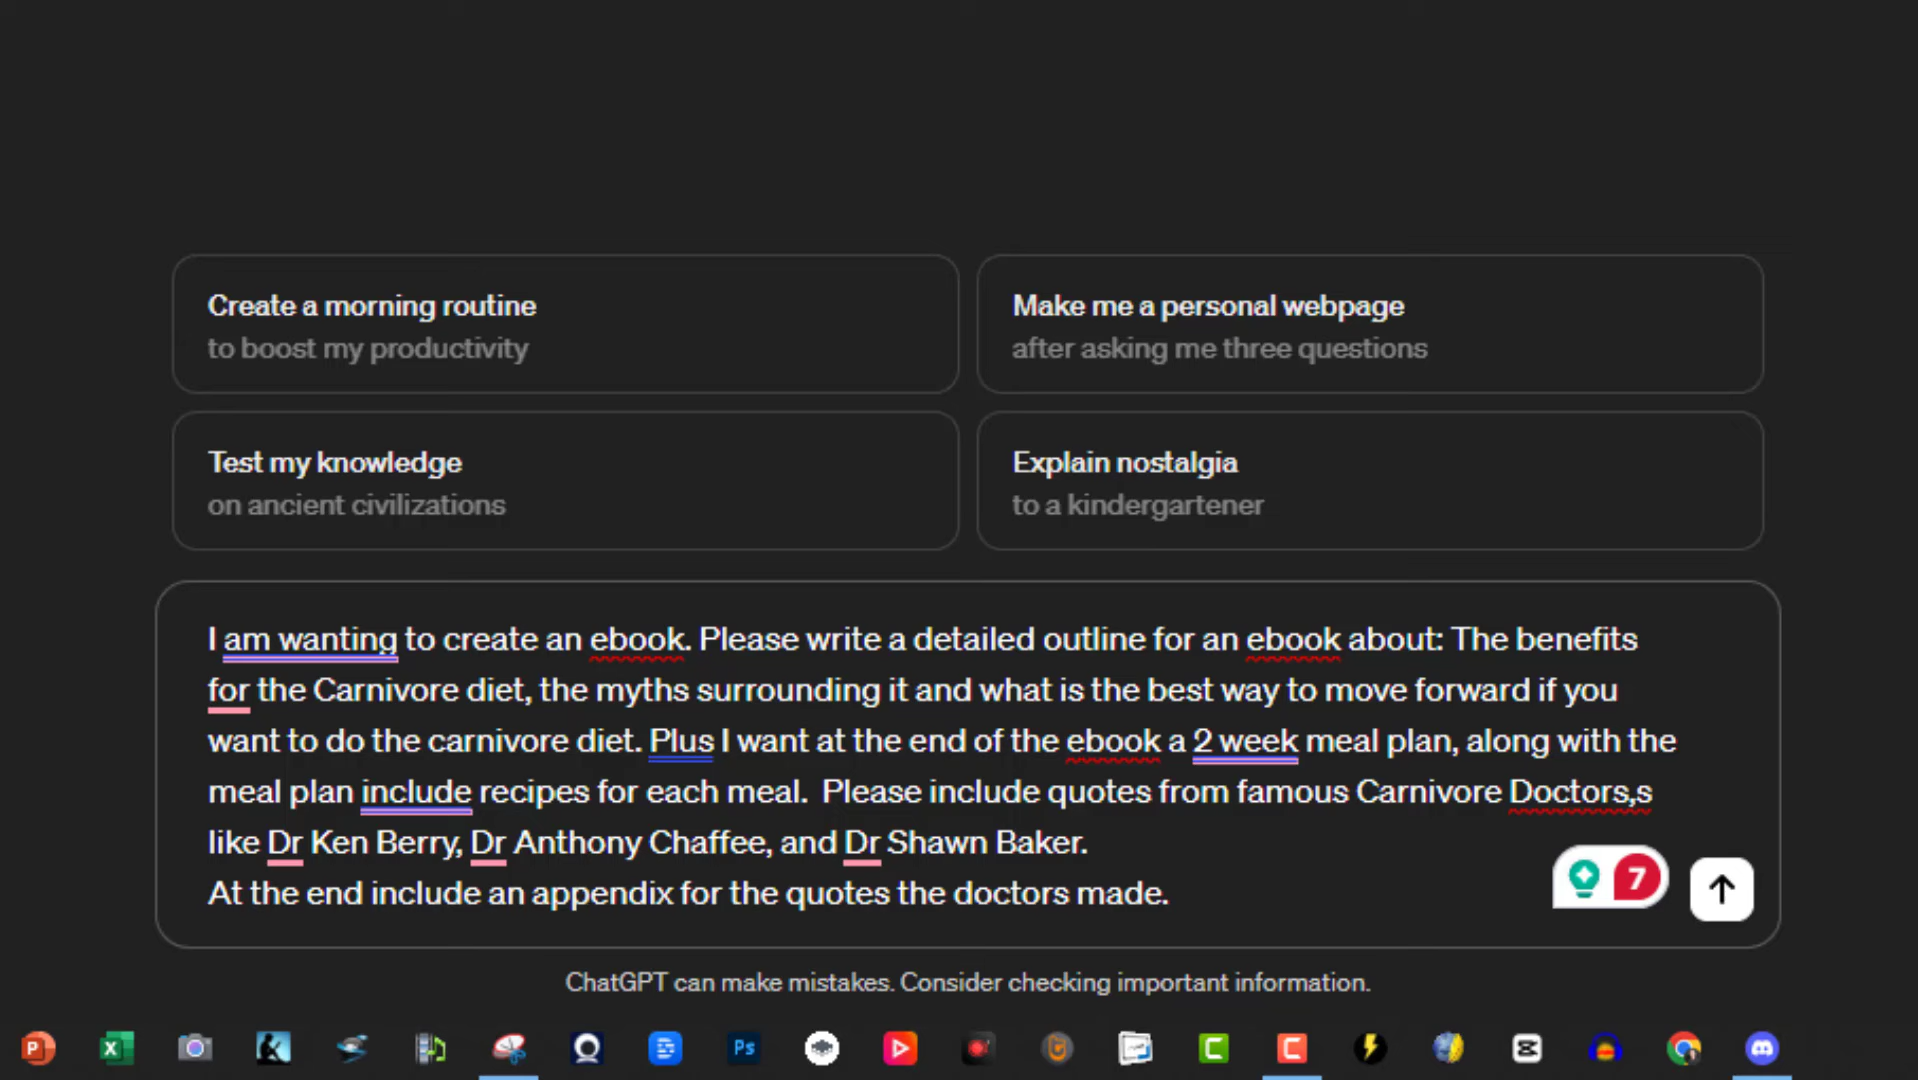 Create a morning routine
to boost my productivity
Make me a personal webpage
after asking me three questions
Test my knowledge
on ancient civilizations
Explain nostalgia
to a kindergartener
I am wanting to create an ebook. Please write a detailed outline for an ebook about: The benefits
for the Carnivore diet, the myths surrounding it and what is the best way to move forward if you
want to do the carnivore diet. Plus I want at the end of the ebook a 2 week meal plan, along with the
meal plan include recipes for each meal.  Please include quotes from famous Carnivore Doctors,s
like Dr Ken Berry, Dr Anthony Chaffee, and Dr Shawn Baker.
At the end include an appendix for the quotes the doctors made.
7
ChatGPT can make mistakes. Consider checking important information.
P
X
Ps
C
C